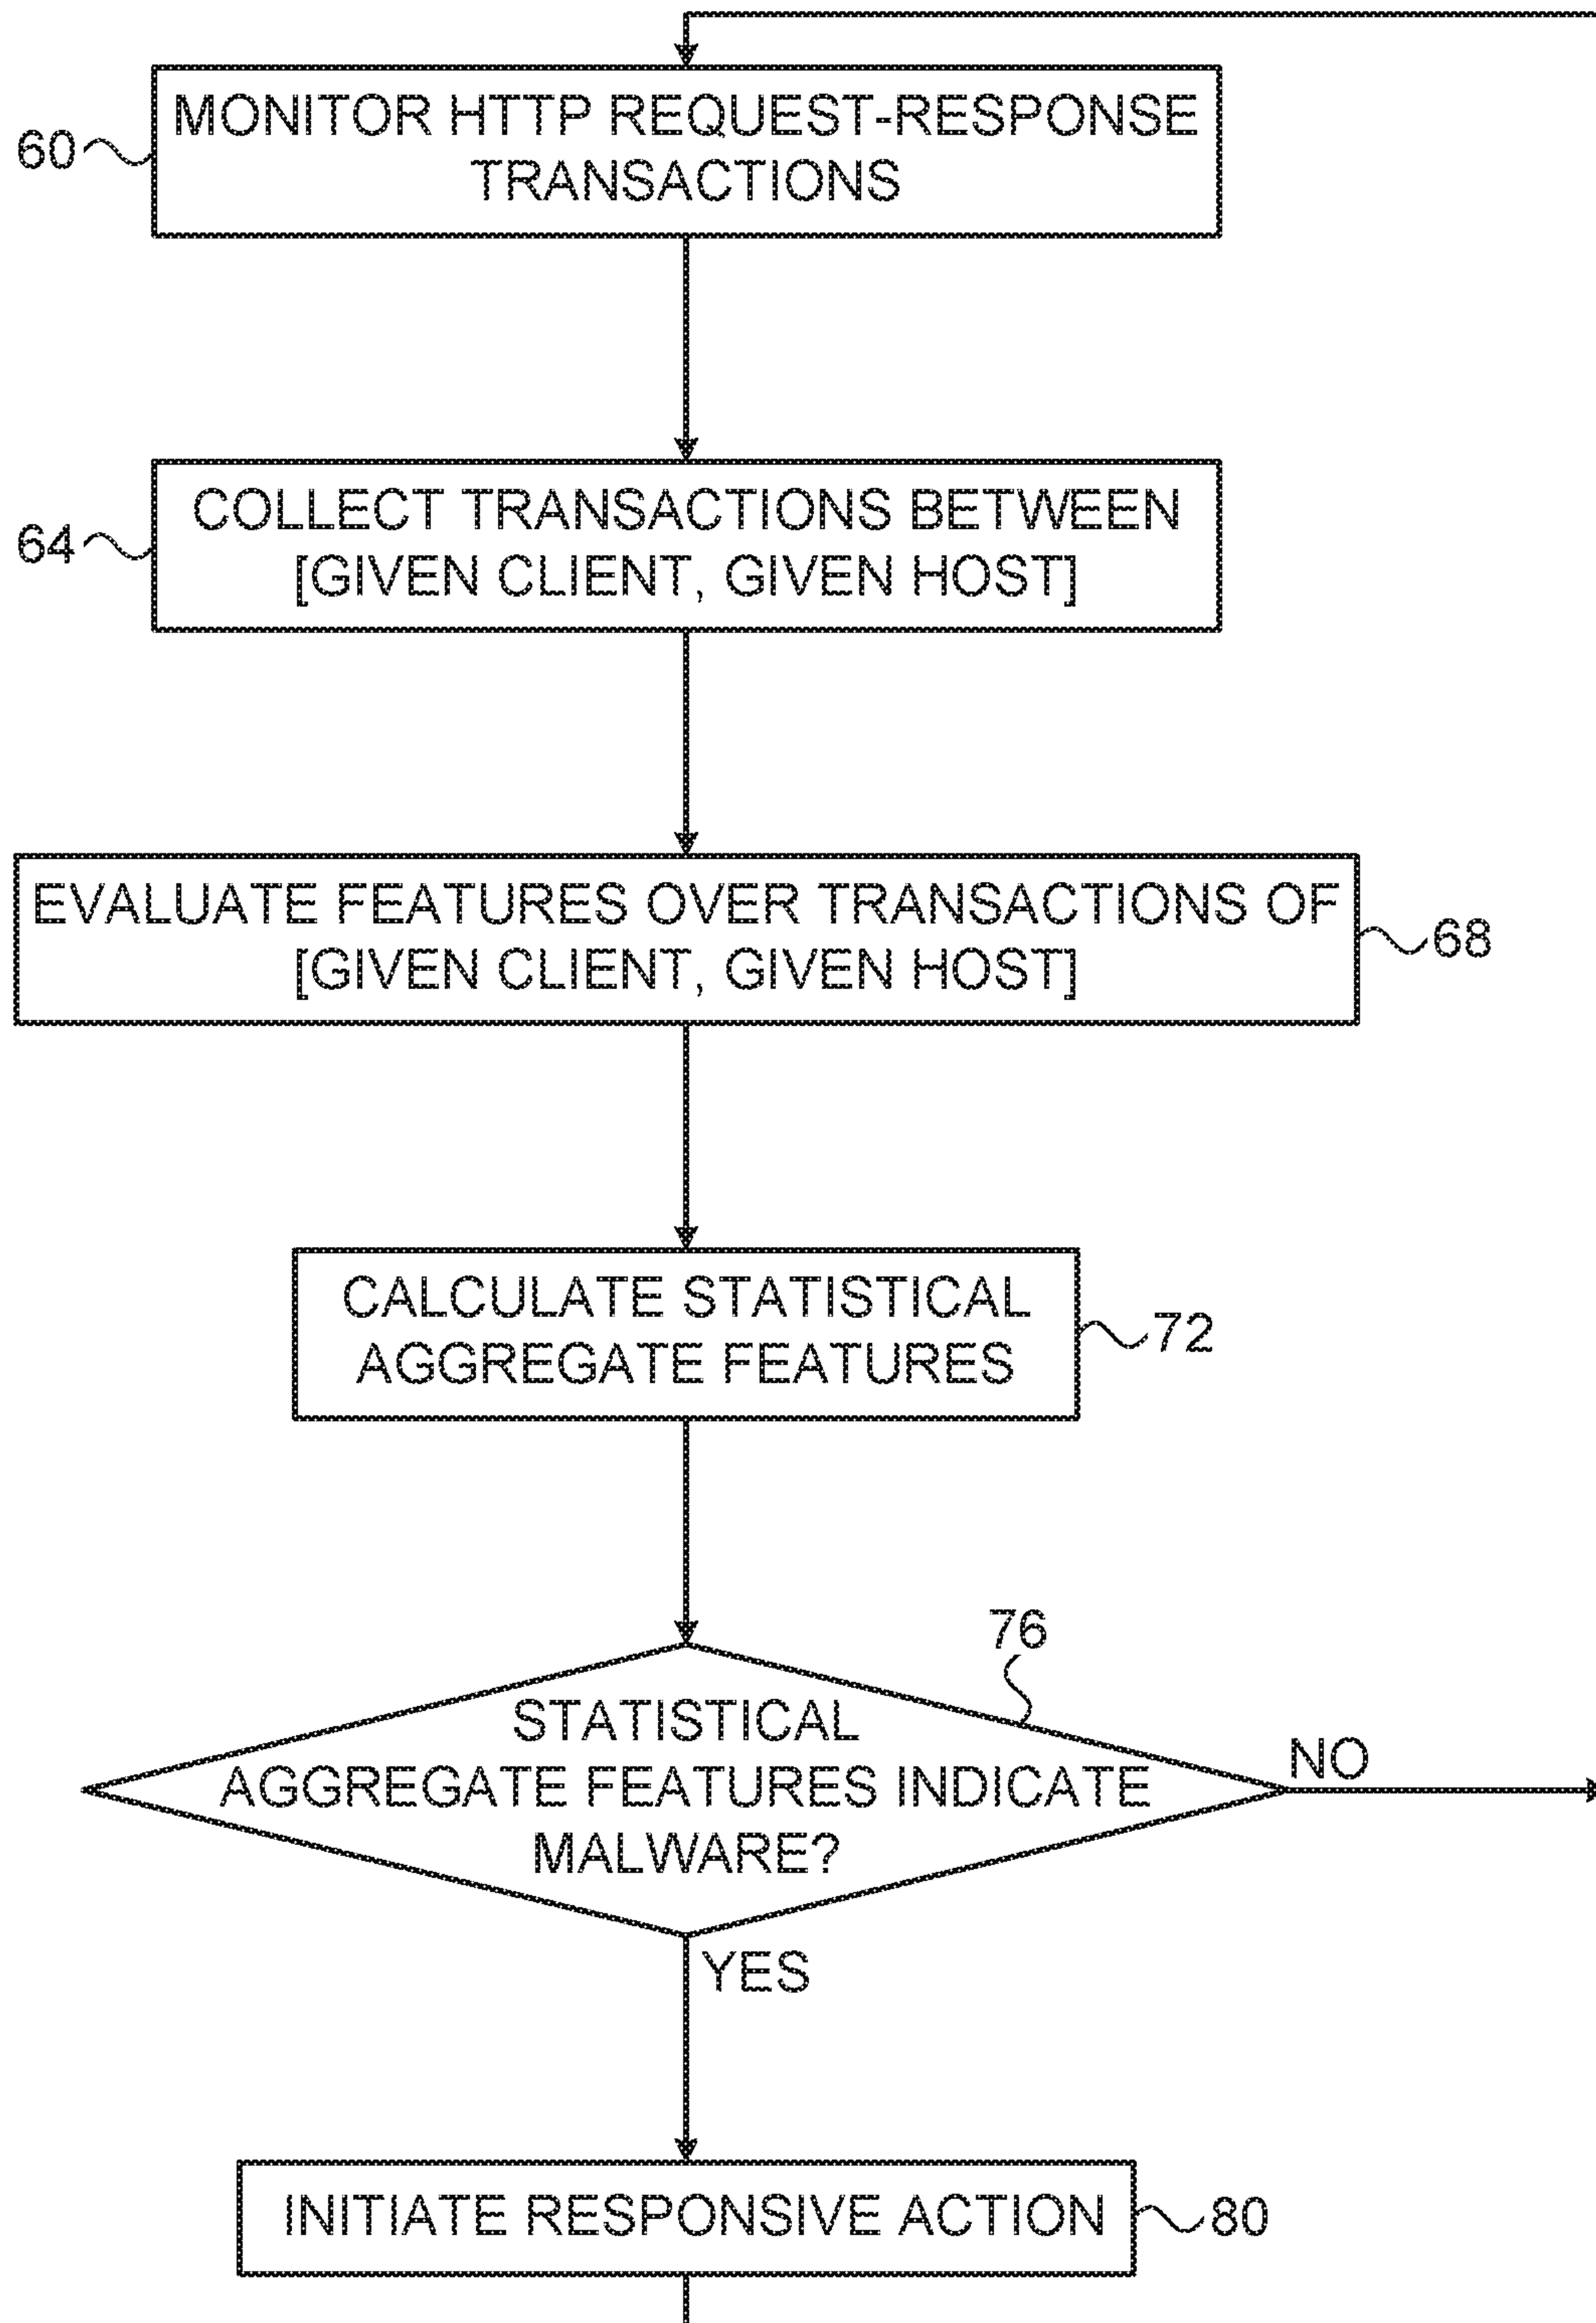 MONITOR HTTP REQUEST-RESPONSE
TRANSACTIONS
60
COLLECT TRANSACTIONS BETWEEN
[GIVEN CLIENT, GIVEN HOST]
64
EVALUATE FEATURES OVER TRANSACTIONS OF
[GIVEN CLIENT, GIVEN HOST]
68
CALCULATE STATISTICAL
AGGREGATE FEATURES
72
76
STATISTICAL
AGGREGATE FEATURES INDICATE
MALWARE?
NO
YES
INITIATE RESPONSIVE ACTION
80